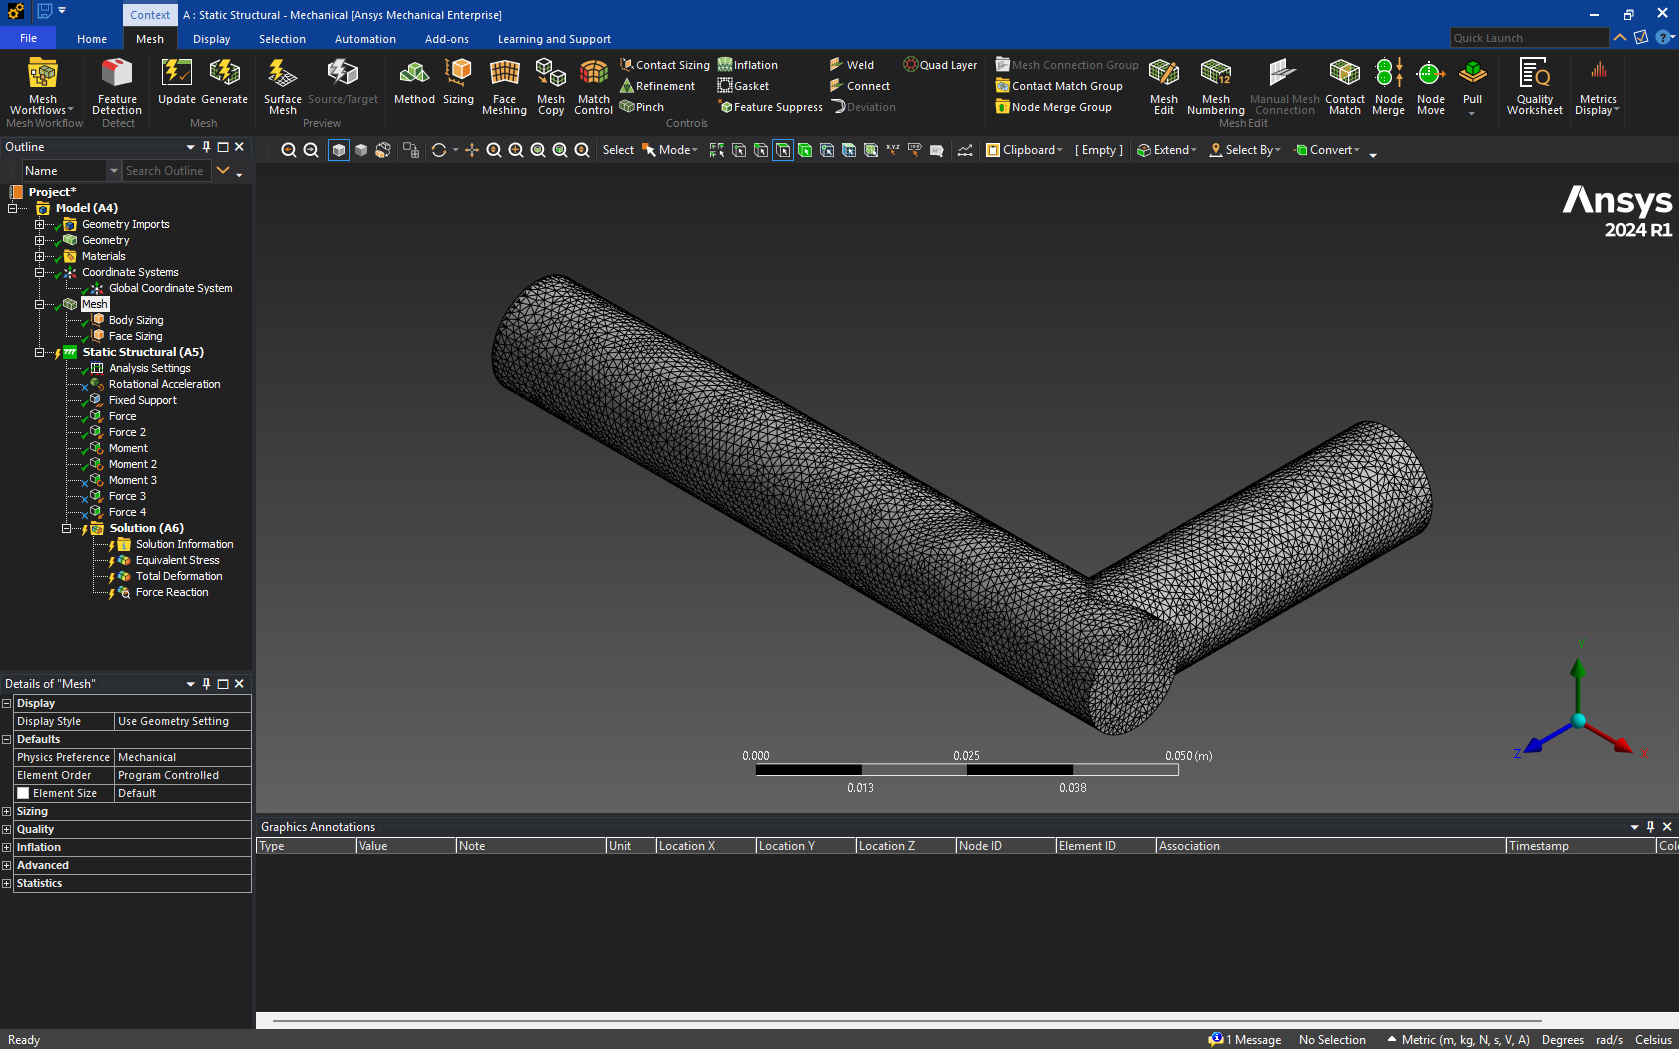 Context
A : Static Structural - Mechanical [Ansys Mechanical Enterprise]
File
Home
Mesh
Display
Selection
Automation
Add-ons
Learning and Support
Quick Launch
Mesh Workflows
Feature Detection
Update
Generate
Surface Mesh
Source/Target
Method
Sizing
Face Meshing
Mesh Copy
Match Control
Contact Sizing
Refinement
Pinch
Inflation
Gasket
Feature Suppress
Weld
Connect
Deviation
Quad Layer
Mesh Connection Group
Contact Match Group
Node Merge Group
Mesh Edit
Mesh Numbering
Manual Mesh Connection
Contact Match
Node Merge
Node Move
Pull
Quality Worksheet
Metrics Display
Mesh Workflow
Detect
Mesh
Preview
Controls
Mesh Edit
Outline
Name
Search Outline
Select
Mode
Clipboard
[ Empty ]
Extend
Select By
Convert
Project*
Model (A4)
Geometry Imports
Geometry
Materials
Coordinate Systems
Global Coordinate System
Mesh
Body Sizing
Face Sizing
Static Structural (A5)
Analysis Settings
Rotational Acceleration
Fixed Support
Force
Force 2
Moment
Moment 2
Moment 3
Force 3
Force 4
Solution (A6)
Solution Information
Equivalent Stress
Total Deformation
Force Reaction
Ansys
2024 R1
Y
Z
X
0.000
0.025
0.050 (m)
0.013
0.038
Details of "Mesh"
Display
Display Style
Use Geometry Setting
Defaults
Physics Preference
Mechanical
Element Order
Program Controlled
Element Size
Default
Sizing
Quality
Inflation
Advanced
Statistics
Graphics Annotations
Type
Value
Note
Unit
Location X
Location Y
Location Z
Node ID
Element ID
Association
Timestamp
Col
Ready
1 Message
No Selection
Metric (m, kg, N, s, V, A)
Degrees
rad/s
Celsius